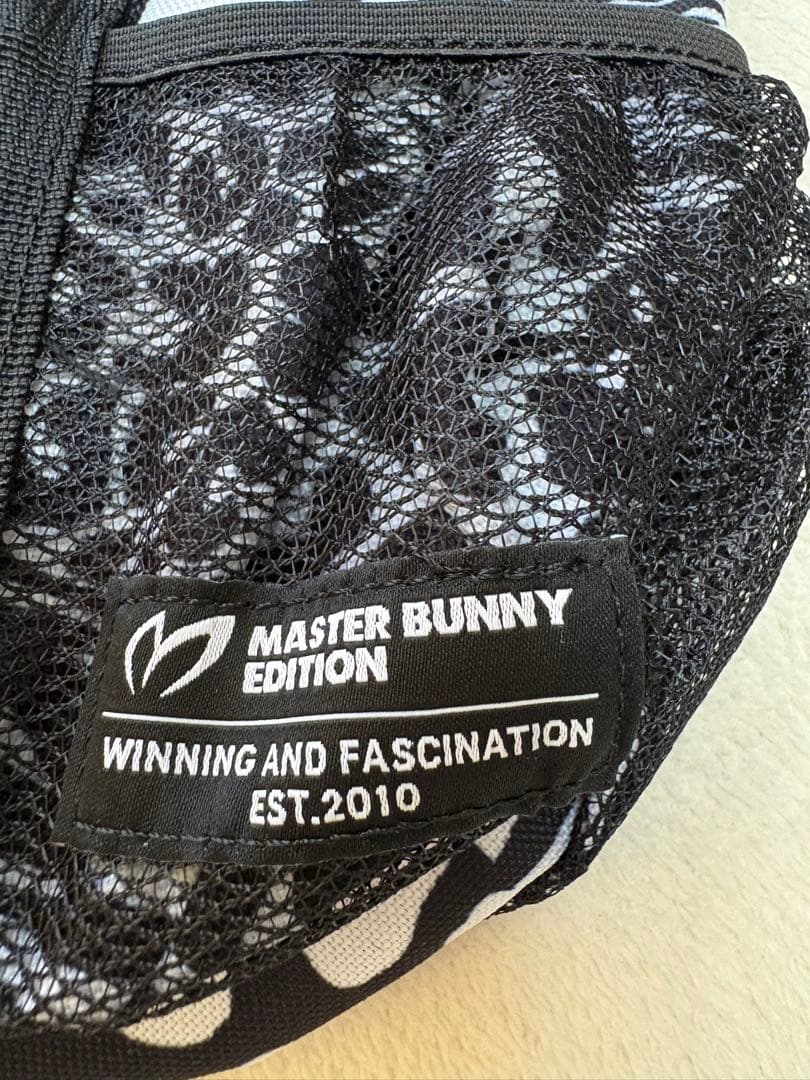 MASTER BUNNY
EDITION
WINNING AND FASCINATION
EST.2010